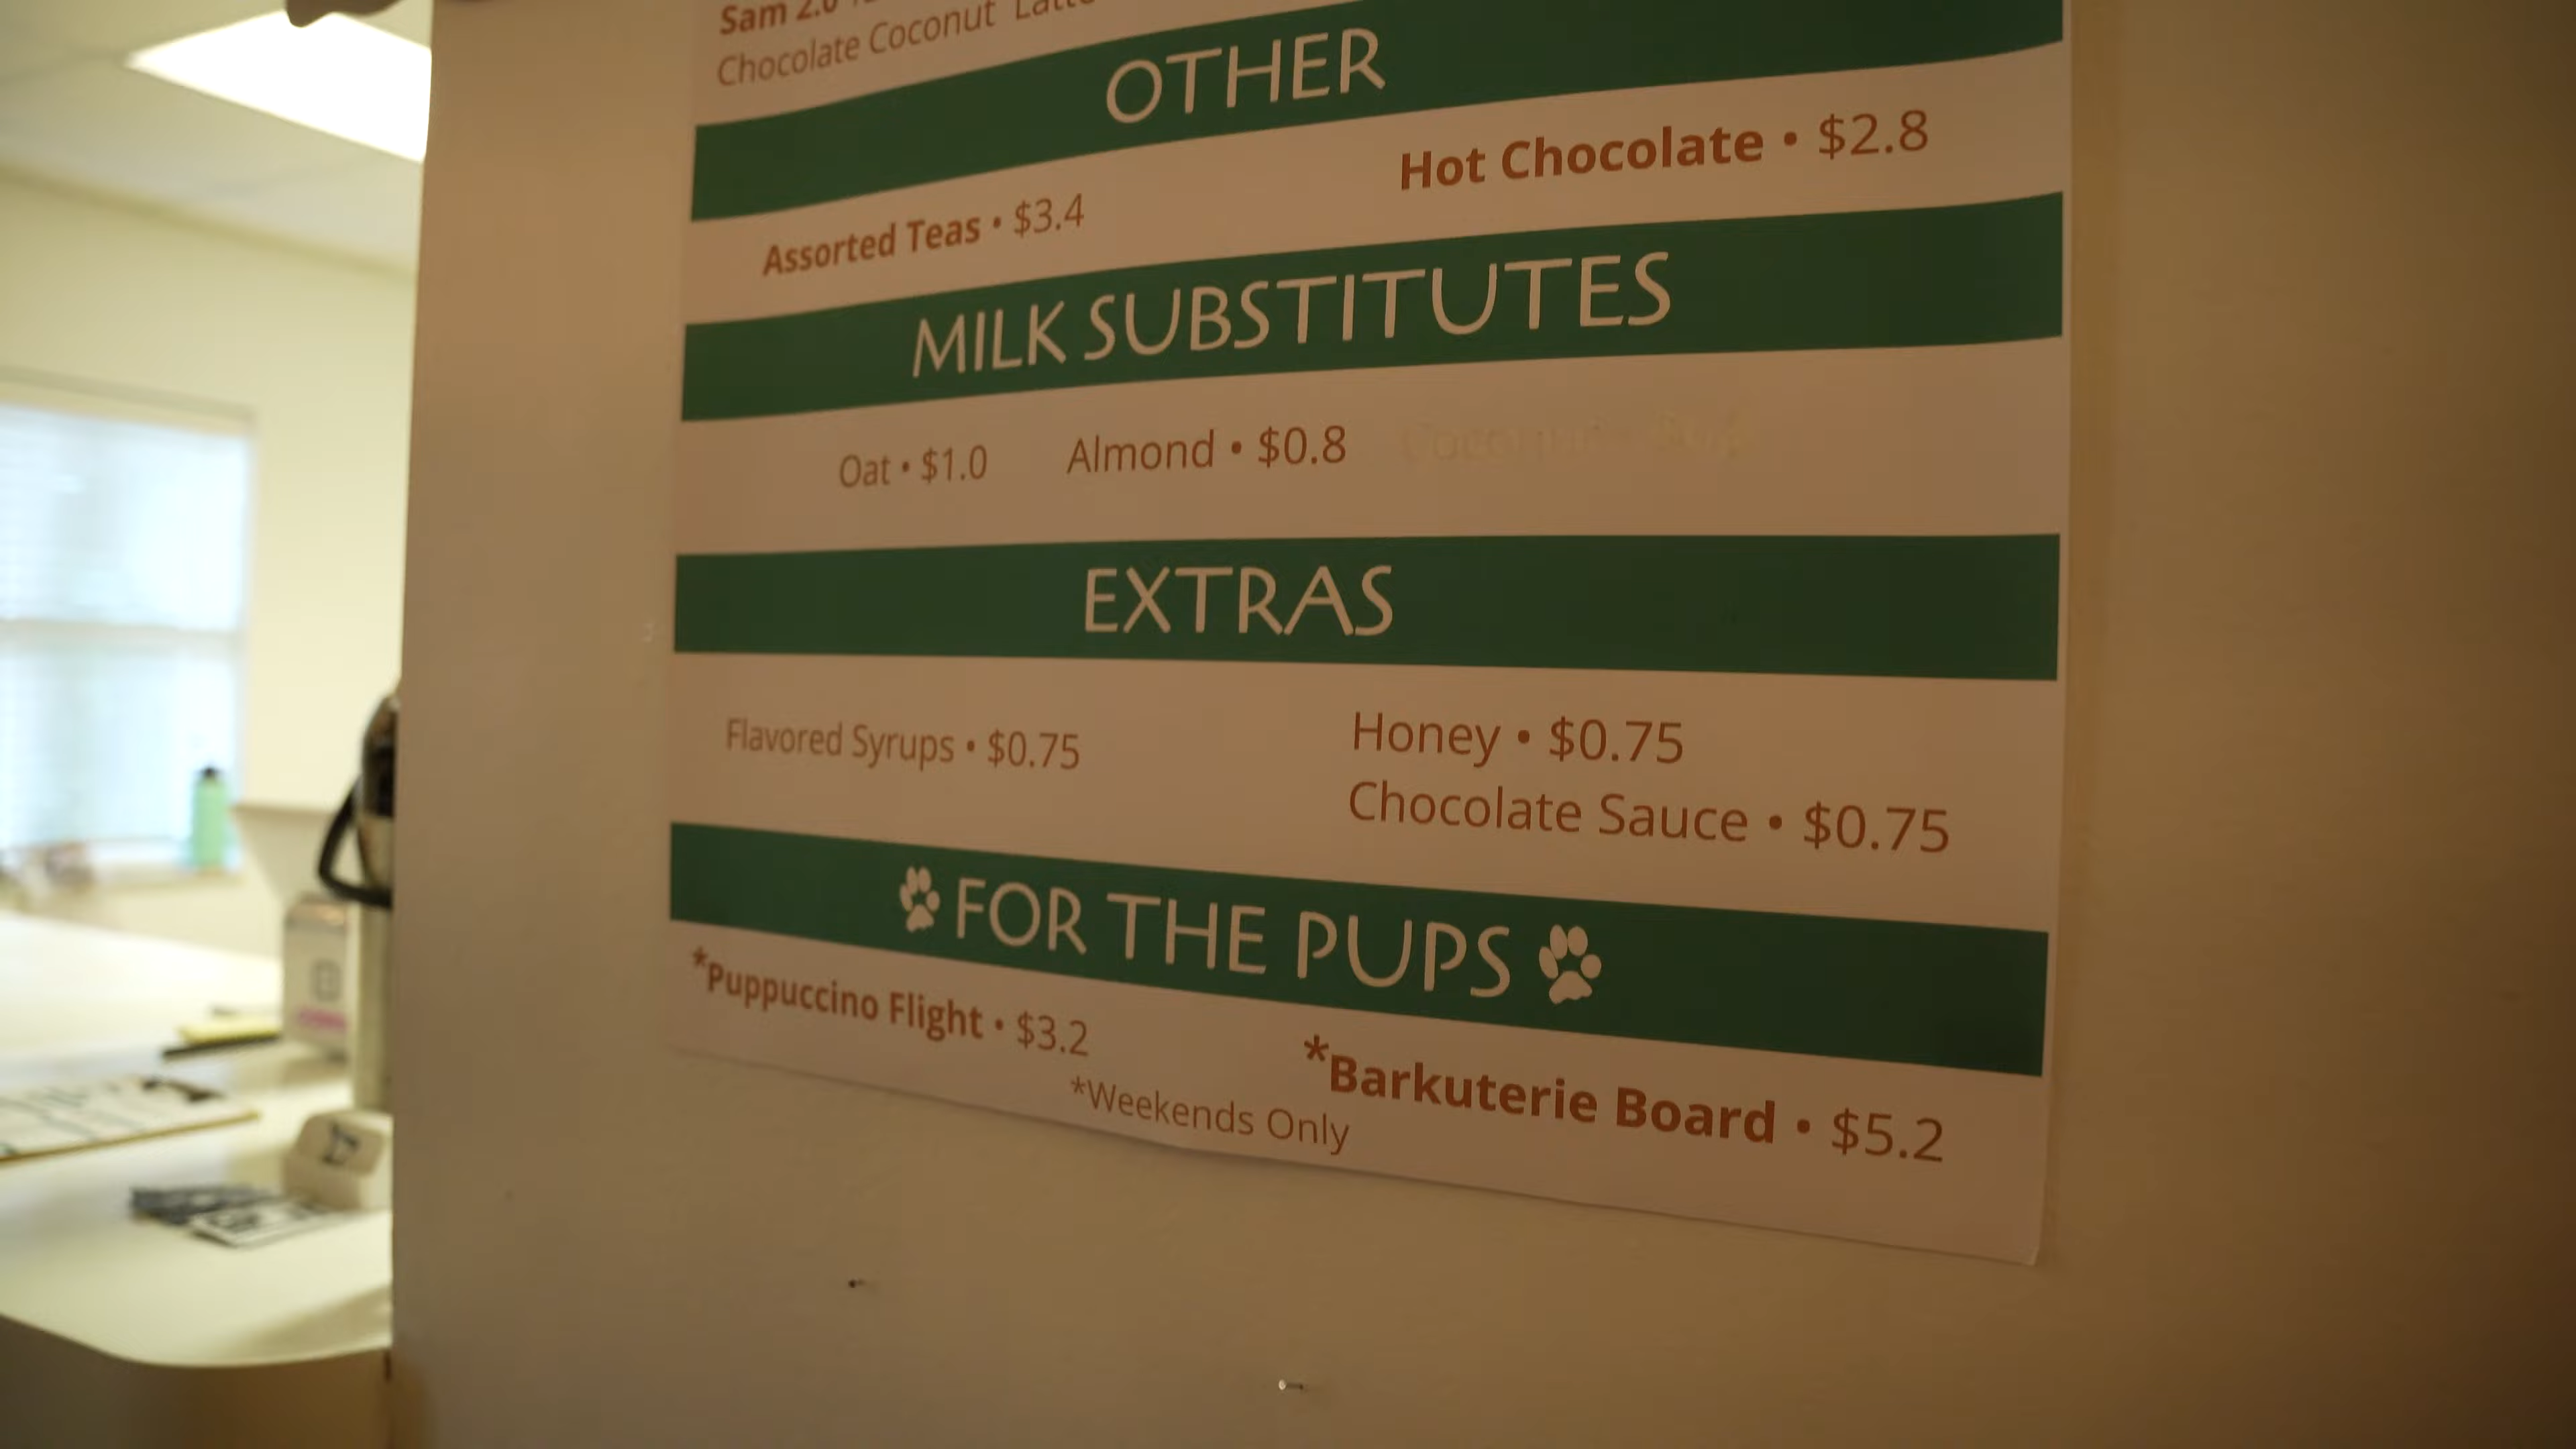 Sam 2.0
Chocolate Coconut Latte
OTHER
Assorted Teas • $3.4
Hot Chocolate • $2.8
MILK SUBSTITUTES
Oat • $1.0 Almond • $0.8
EXTRAS
Flavored Syrups • $0.75
Honey • $0.75
Chocolate Sauce • $0.75
FOR THE PUPS
*Puppuccino Flight • $3.2
*Barkuterie Board • $5.2
*Weekends Only